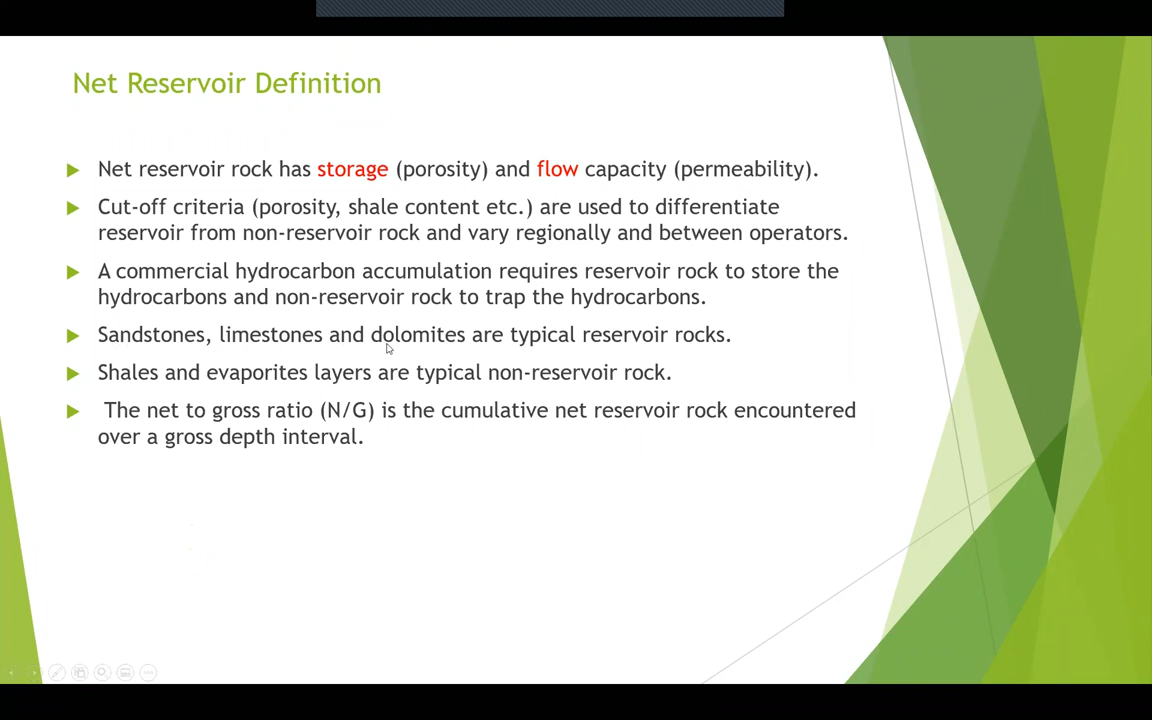 Net Reservoir Definition
Net reservoir rock has storage (porosity) and flow capacity (permeability).
Cut-off criteria (porosity, shale content etc.) are used to differentiate
reservoir from non-reservoir rock and vary regionally and between operators.
A commercial hydrocarbon accumulation requires reservoir rock to store the
hydrocarbons and non-reservoir rock to trap the hydrocarbons.
Sandstones, limestones and dolomites are typical reservoir rocks.
Shales and evaporites layers are typical non-reservoir rock.
The net to gross ratio (N/G) is the cumulative net reservoir rock encountered
over a gross depth interval.